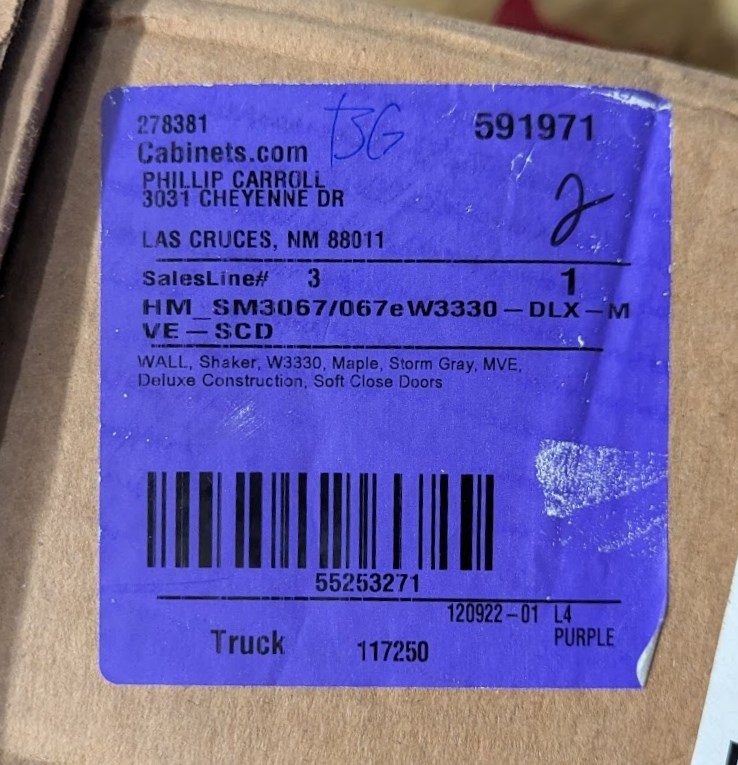 278381 BG 591971
Cabinets.com
PHILLIP CARROLL
3031 CHEYENNE DR
2
LAS CRUCES, NM 88011
SalesLine# 3 1
HM_SM3067/067eW3330-DLX-M
VE-SCD
WALL, Shaker, W3330, Maple, Storm Gray, MVE,
Deluxe Construction, Soft Close Doors
55253271
120922-01 L4
PURPLE
Truck 117250